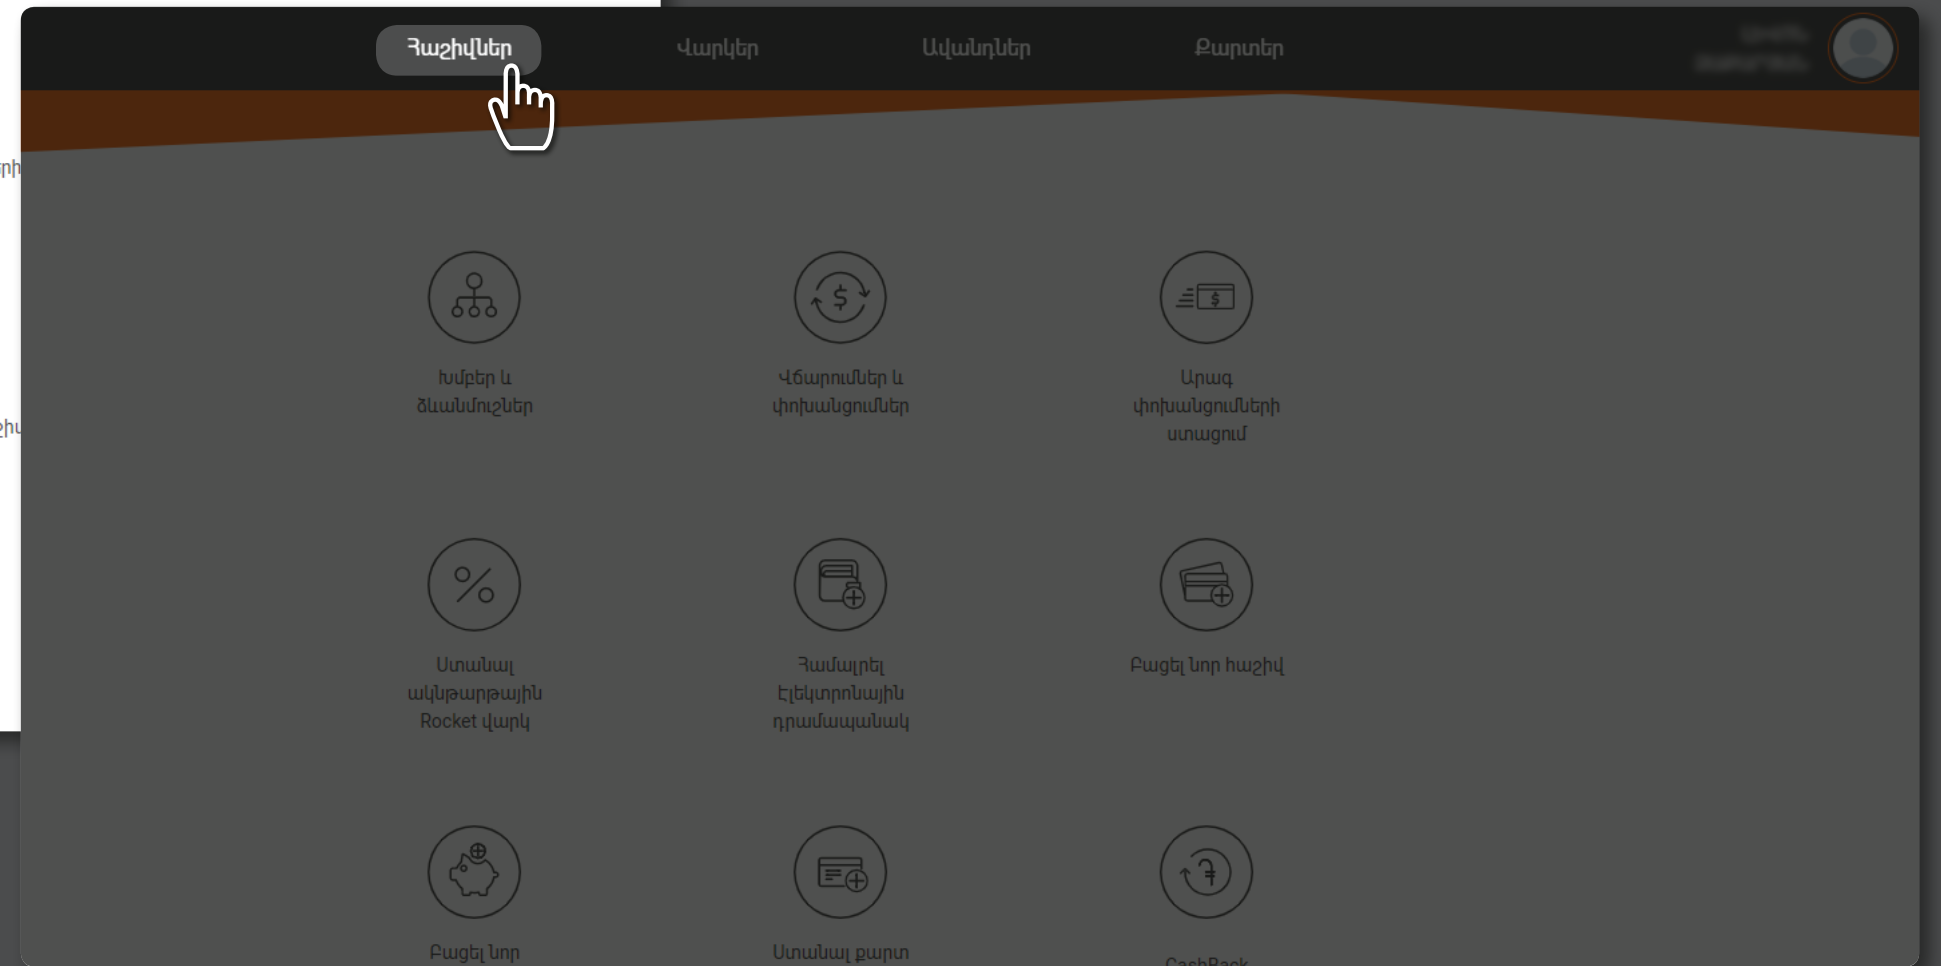 Հաշիվներ
Վարկեր
Ավանդներ
Քարտեր
Խմբեր և
ձևանմուշներ
Վճարումներ և
փոխանցումներ
Արագ
փոխանցումների
ստացում
Ստանալ
ակնթարթային
Rocket վարկ
Համալրել
էլեկտրոնային
դրամապանակ
Բացել նոր հաշիվ
Բացել նոր
Ստանալ քարտ
CashBack